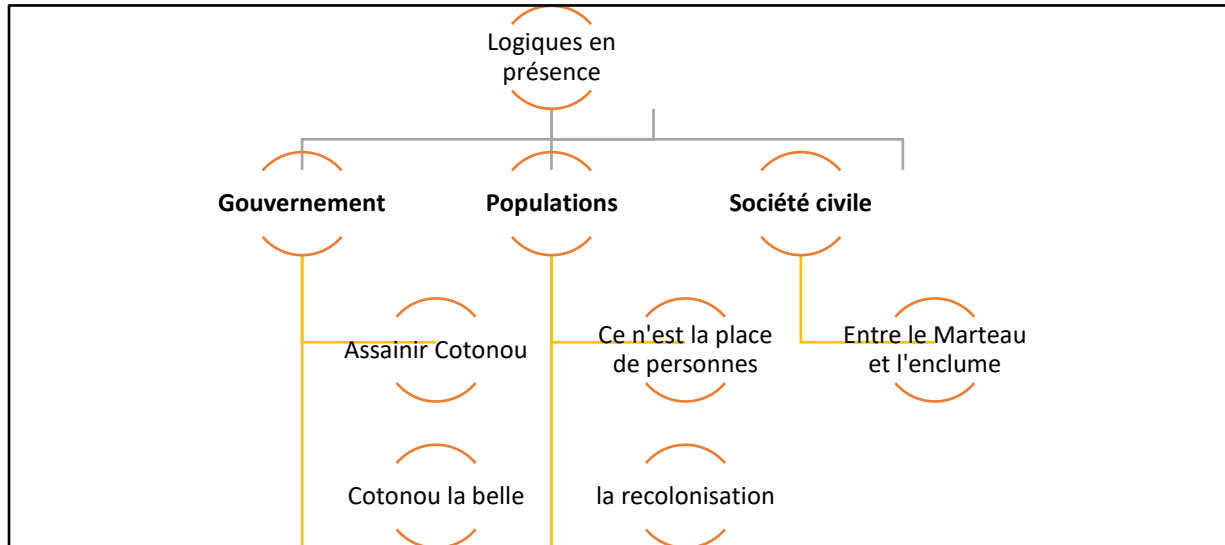 Logiques en
présence
Gouvernement
Populations
Société civile
Assainir Cotonou
Ce n'est la place
de personnes
Entre le Marteau
et l'enclume
Cotonou la belle
la recolonisation